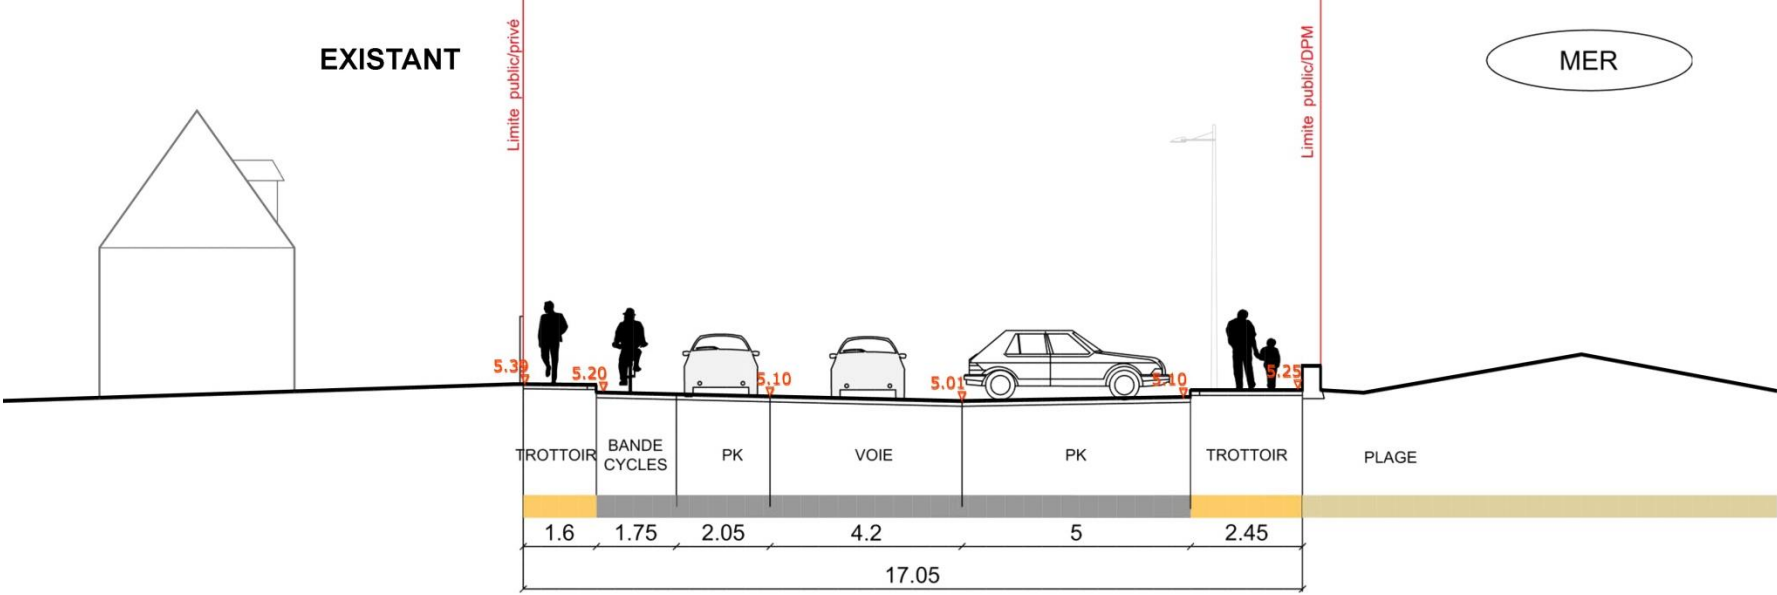 EXISTANT
Limite public/privé
Limite public/DPM
MER
5.39
5.20
5.10
5.01
5.10
5.25
TROTTOIR
BANDE
CYCLES
PK
VOIE
PK
TROTTOIR
PLAGE
1.6
1.75
2.05
4.2
5
2.45
17.05